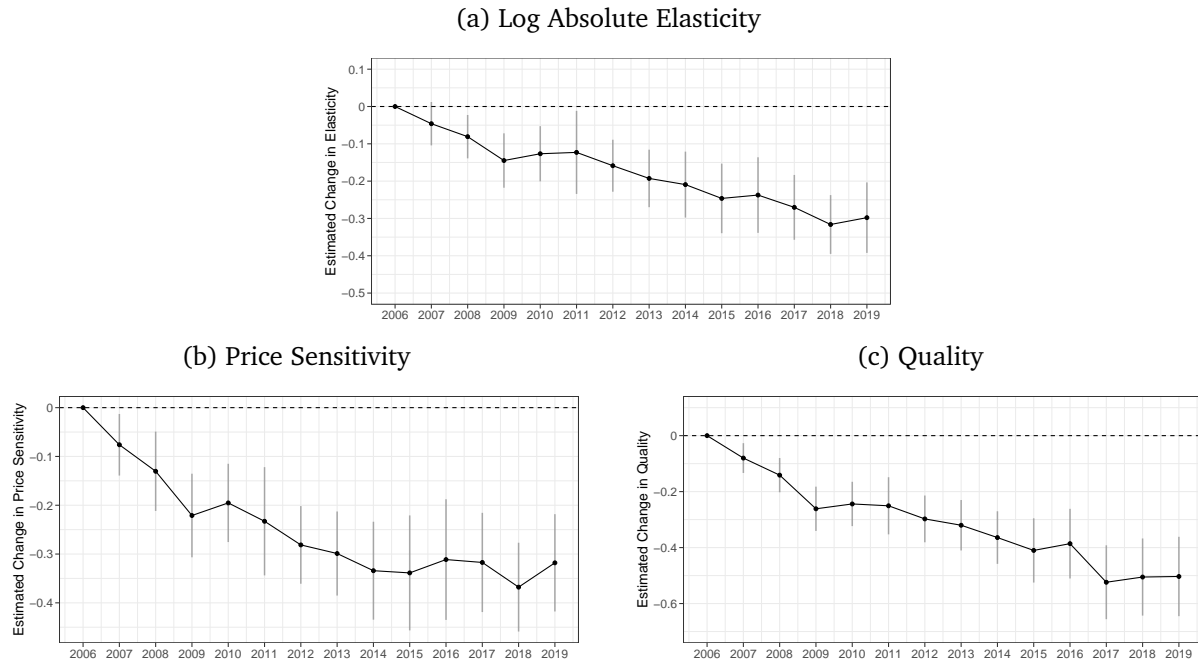 (a) Log Absolute Elasticity
Estimated Change in Elasticity
0.1
0
−0.1
−0.2
−0.3
−0.4
−0.5
2006 2007 2008 2009 2010 2011 2012 2013 2014 2015 2016 2017 2018 2019
(b) Price Sensitivity
Estimated Change in Price Sensitivity
0
−0.1
−0.2
−0.3
−0.4
2006 2007 2008 2009 2010 2011 2012 2013 2014 2015 2016 2017 2018 2019
(c) Quality
Estimated Change in Quality
0
−0.2
−0.4
−0.6
2006 2007 2008 2009 2010 2011 2012 2013 2014 2015 2016 2017 2018 2019